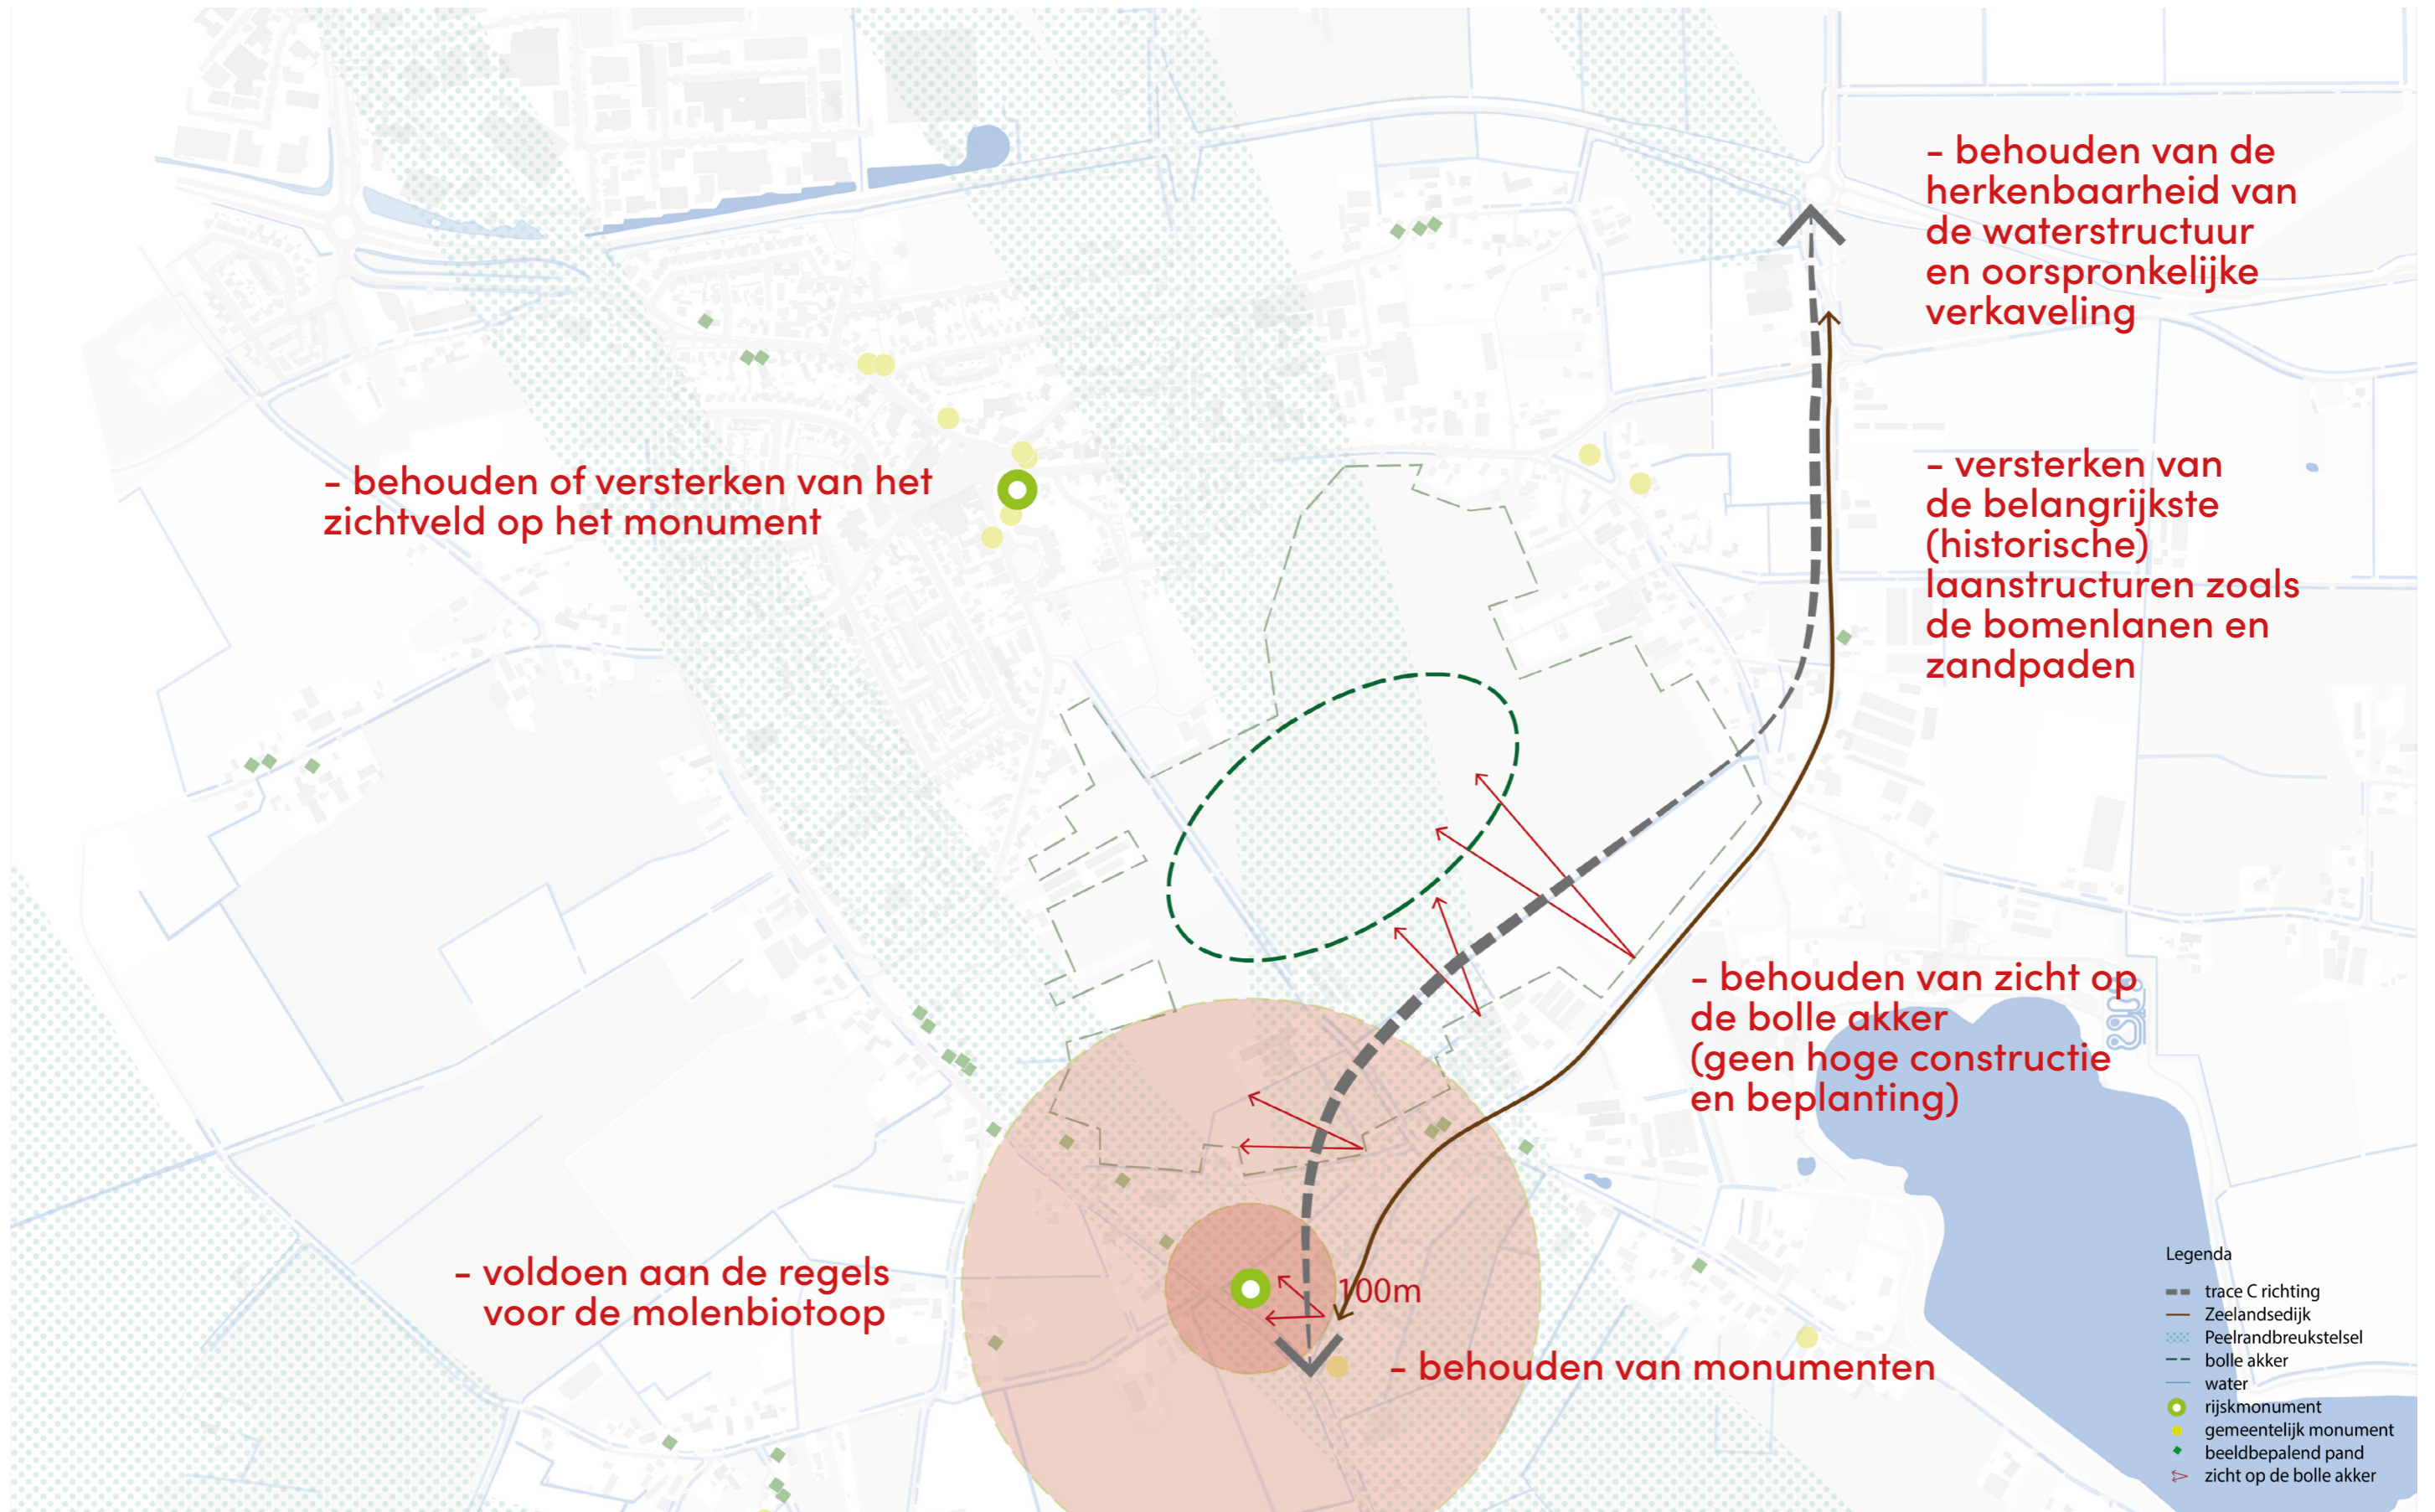 - behouden van de
herkenbaarheid van
de waterstructuur
en oorspronkelijke
verkaveling
- behouden of versterken van het
zichtveld op het monument
- versterken van
de belangrijkste
(historische)
laanstructuren zoals
de bomenlanen en
zandpaden
- behouden van zicht op
de bolle akker
(geen hoge constructie
en beplanting)
- voldoen aan de regels
voor de molenbiotoop
100m
- behouden van monumenten
Legenda
trace C richting
Zeelandsedijk
Peelrandbreukstelsel
bolle akker
water
rijskmonument
gemeentelijk monument
beeldbepalend pand
zicht op de bolle akker